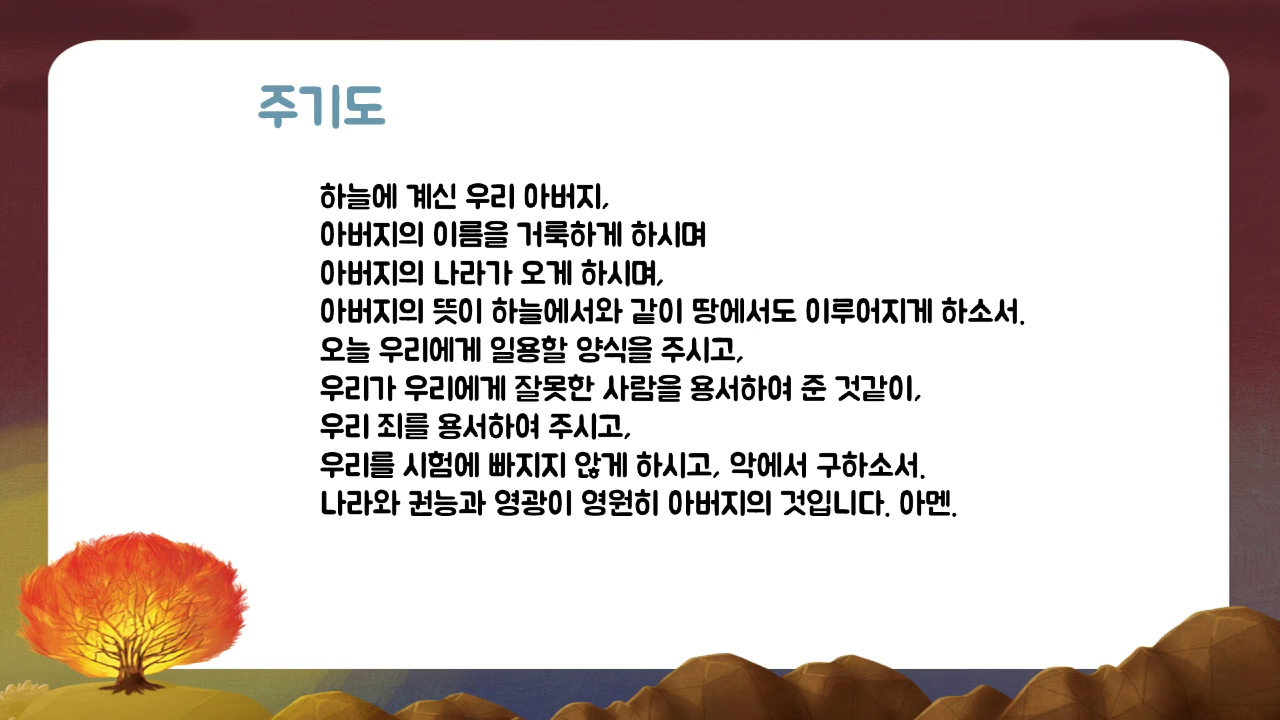 주기도
하늘에 계신 우리 아버지,
아버지의 이름을 거룩하게 하시며
아버지의 나라가 오게 하시며,
아버지의 뜻이 하늘에서와 같이 땅에서도 이루어지게 하소서.
오늘 우리에게 일용할 양식을 주시고,
우리가 우리에게 잘못한 사람을 용서하여 준 것같이,
우리 죄를 용서하여 주시고,
우리를 시험에 빠지지 않게 하시고, 악에서 구하소서.
나라와 권능과 영광이 영원히 아버지의 것입니다. 아멘.